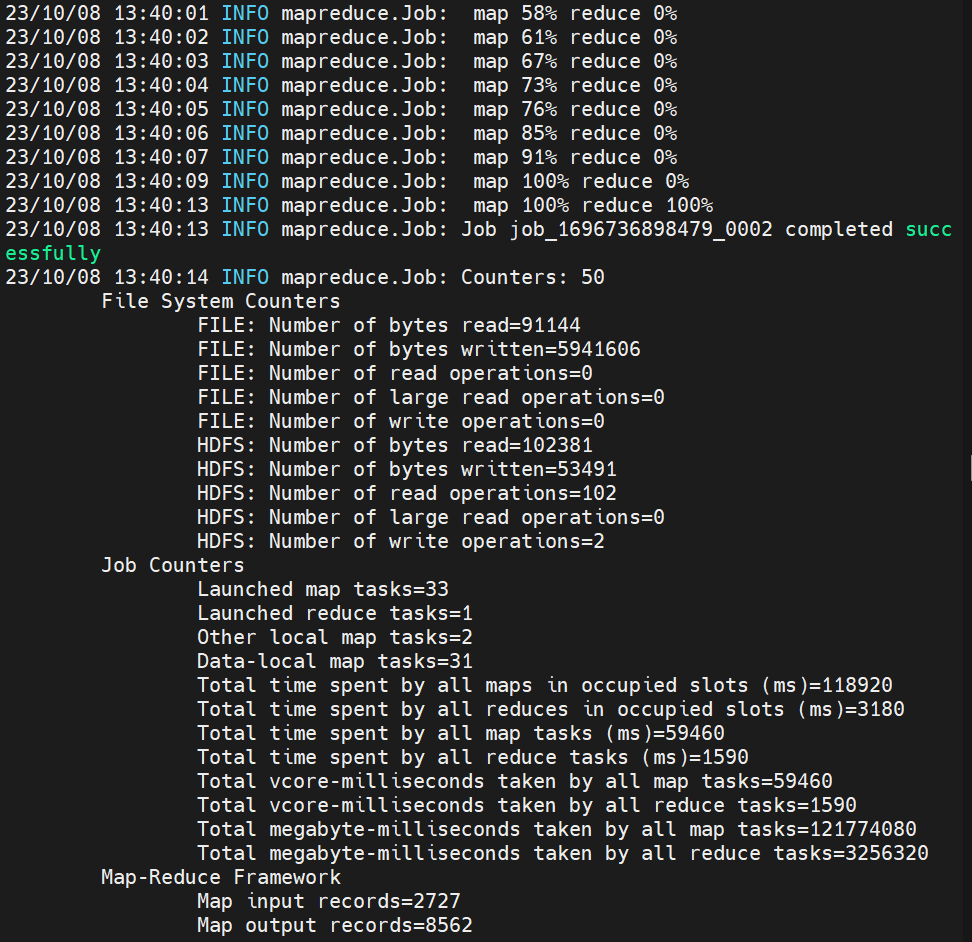 23/10/08 13:40:01 INFO mapreduce.Job:  map 58% reduce 0%
23/10/08 13:40:02 INFO mapreduce.Job:  map 61% reduce 0%
23/10/08 13:40:03 INFO mapreduce.Job:  map 67% reduce 0%
23/10/08 13:40:04 INFO mapreduce.Job:  map 73% reduce 0%
23/10/08 13:40:05 INFO mapreduce.Job:  map 76% reduce 0%
23/10/08 13:40:06 INFO mapreduce.Job:  map 85% reduce 0%
23/10/08 13:40:07 INFO mapreduce.Job:  map 91% reduce 0%
23/10/08 13:40:09 INFO mapreduce.Job:  map 100% reduce 0%
23/10/08 13:40:13 INFO mapreduce.Job:  map 100% reduce 100%
23/10/08 13:40:13 INFO mapreduce.Job: Job job_1696736898479_0002 completed succ
essfully
23/10/08 13:40:14 INFO mapreduce.Job: Counters: 50
File System Counters
FILE: Number of bytes read=91144
FILE: Number of bytes written=5941606
FILE: Number of read operations=0
FILE: Number of large read operations=0
FILE: Number of write operations=0
HDFS: Number of bytes read=102381
HDFS: Number of bytes written=53491
HDFS: Number of read operations=102
HDFS: Number of large read operations=0
HDFS: Number of write operations=2
Job Counters
Launched map tasks=33
Launched reduce tasks=1
Other local map tasks=2
Data-local map tasks=31
Total time spent by all maps in occupied slots (ms)=118920
Total time spent by all reduces in occupied slots (ms)=3180
Total time spent by all map tasks (ms)=59460
Total time spent by all reduce tasks (ms)=1590
Total vcore-milliseconds taken by all map tasks=59460
Total vcore-milliseconds taken by all reduce tasks=1590
Total megabyte-milliseconds taken by all map tasks=121774080
Total megabyte-milliseconds taken by all reduce tasks=3256320
Map-Reduce Framework
Map input records=2727
Map output records=8562